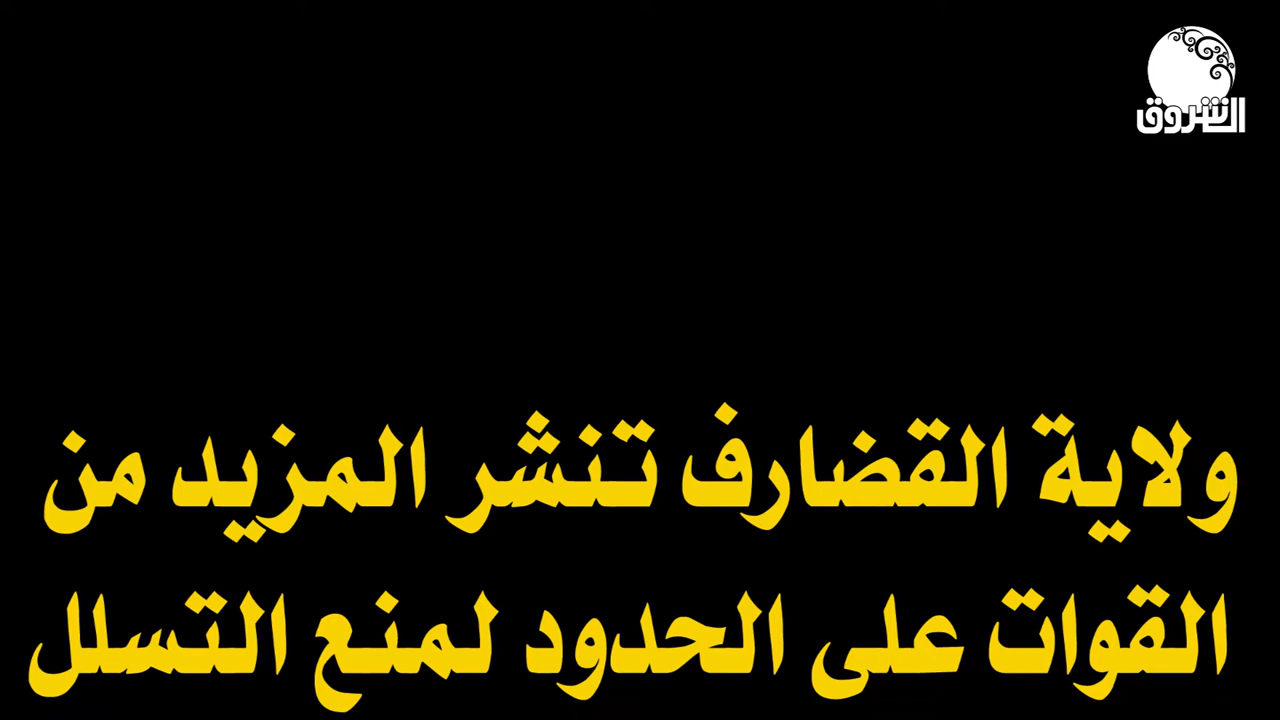 الشروق
ولاية القضارف تنشر المزيد من
القوات على الحدود لمنع التسلل